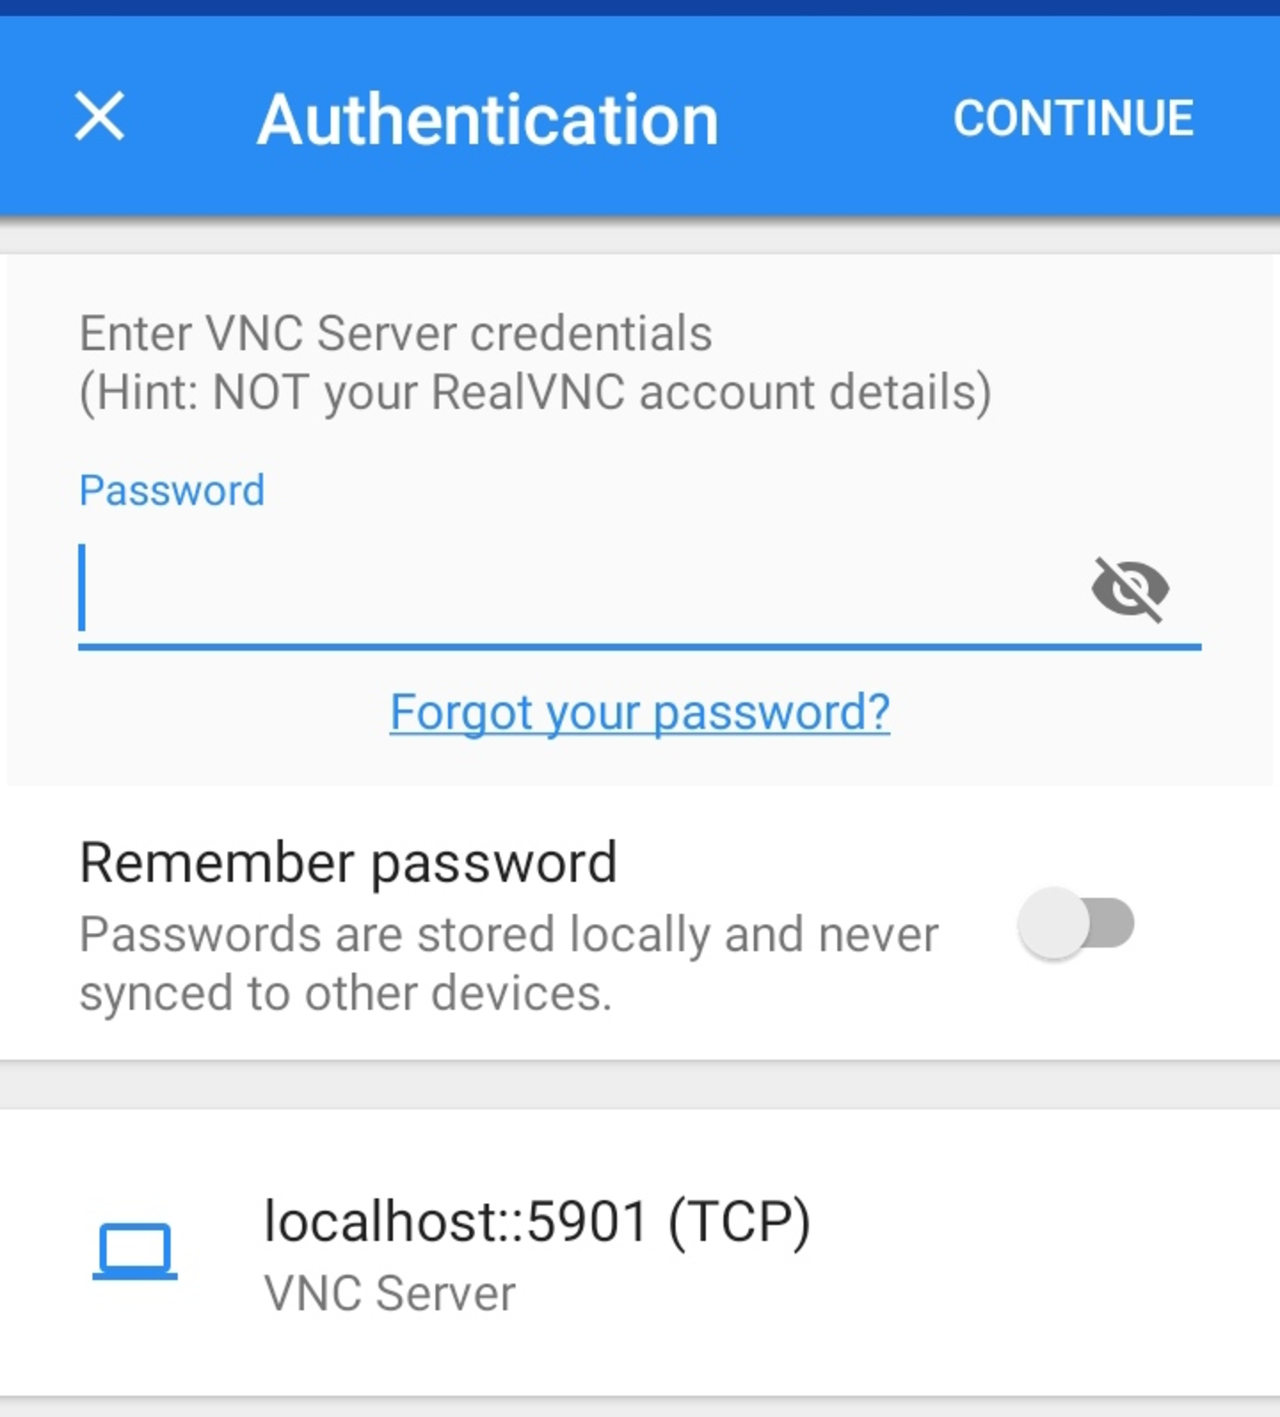 Authentication
CONTINUE
Enter VNC Server credentials
(Hint: NOT your RealVNC account details)
Password
Forgot your password?
Remember password
Passwords are stored locally and never
synced to other devices.
localhost::5901 (TCP)
VNC Server